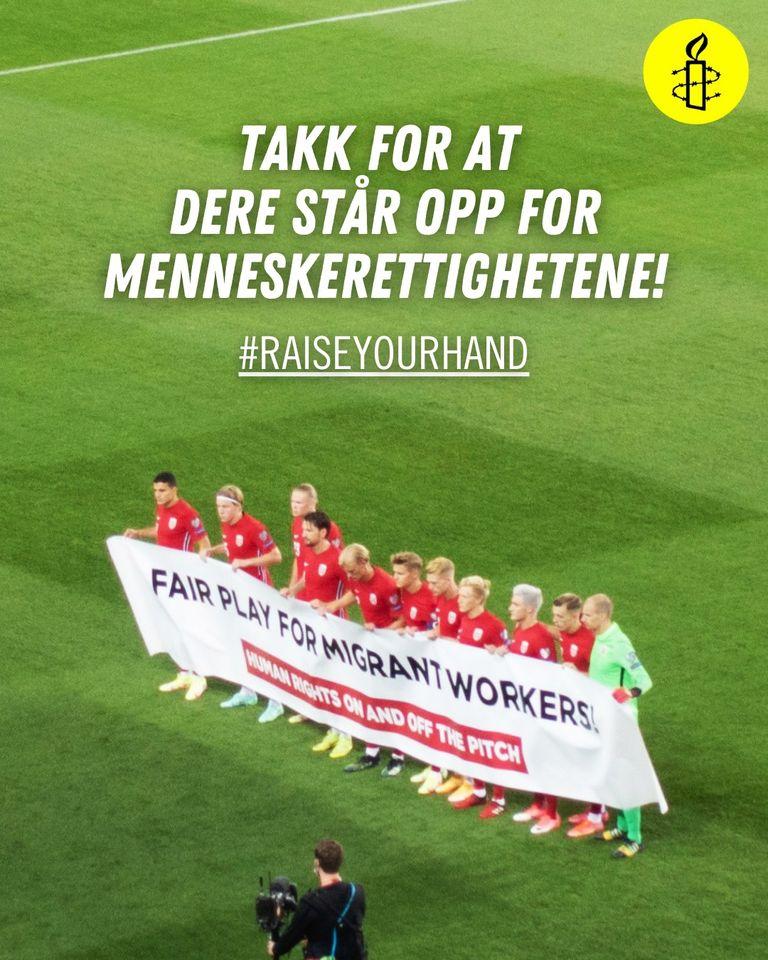 TAKK FOR AT
DERE STÅR OPP FOR
MENNESKERETTIGHETENE!
#RAISEYOURHAND
FAIR PLAY FOR MIGRANT WORKERS!
HUMAN RIGHTS ON AND OFF THE PITCH